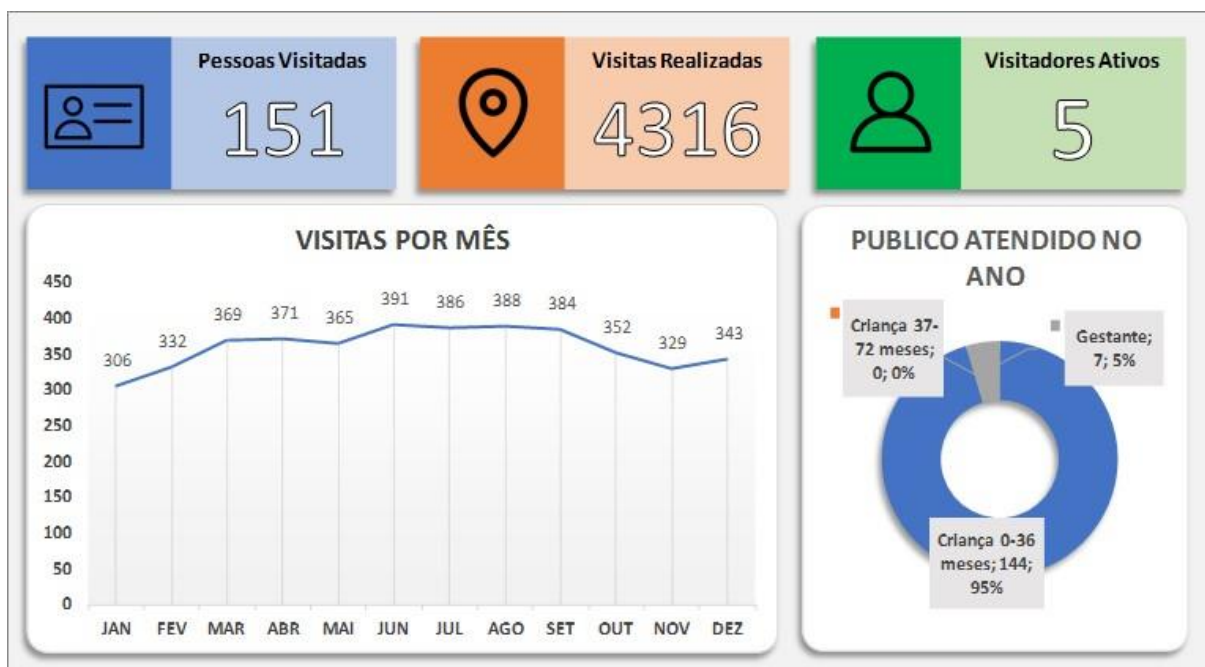 Pessoas Visitadas
151
Visitas Realizadas
4316
Visitadores Ativos
5
VISITAS POR MÊS
450
400
350
300
250
200
150
100
50
0
306
332
369
371
365
391
386
388
384
352
329
343
JAN
FEV
MAR
ABR
MAI
JUN
JUL
AGO
SET
OUT
NOV
DEZ
PUBLICO ATENDIDO NO
ANO
Criança 37-
72 meses;
0; 0%
Gestante;
7; 5%
Criança 0-36
meses; 144;
95%